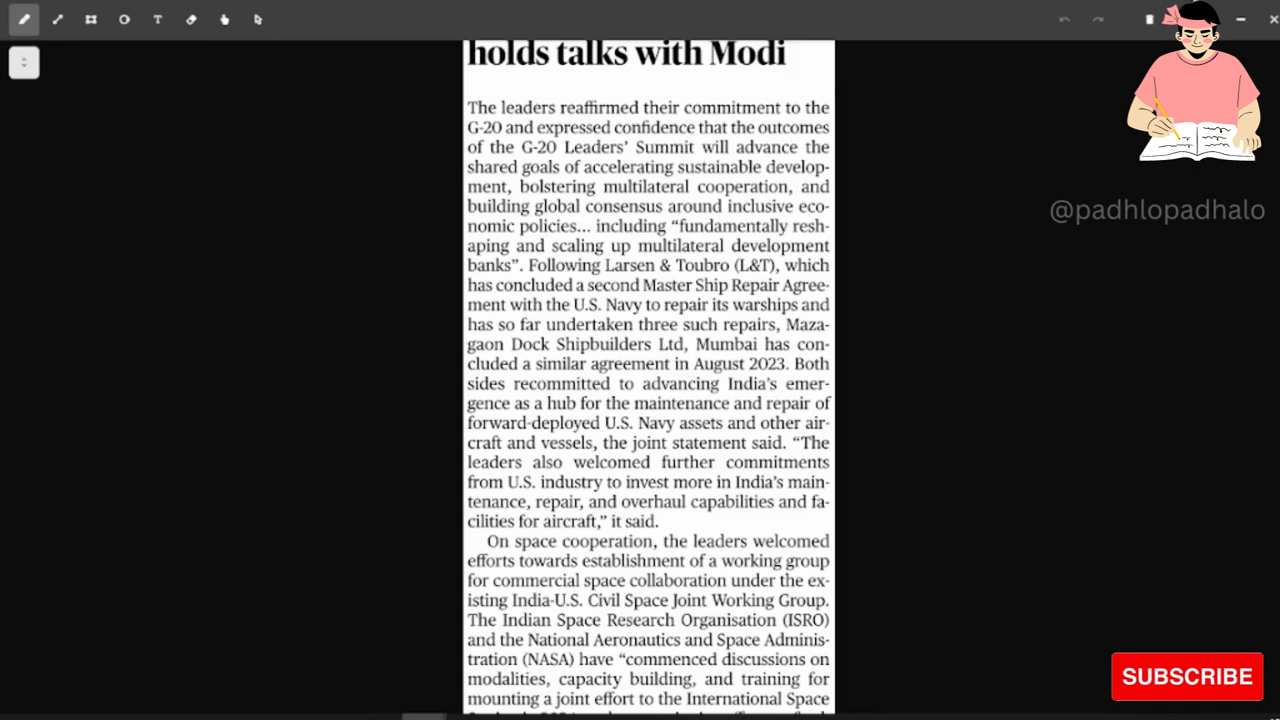 holds talks with Modi
The leaders reaffirmed their commitment to the
G-20 and expressed confidence that the outcomes
of the G-20 Leaders' Summit will advance the
shared goals of accelerating sustainable develop-
ment, bolstering multilateral cooperation, and
building global consensus around inclusive eco-
nomic policies... including “fundamentally resh-
aping and scaling up multilateral development
banks”. Following Larsen & Toubro (L&T), which
has concluded a second Master Ship Repair Agree-
ment with the U.S. Navy to repair its warships and
has so far undertaken three such repairs, Maza-
gaon Dock Shipbuilders Ltd, Mumbai has con-
cluded a similar agreement in August 2023. Both
sides recommitted to advancing India's emer-
gence as a hub for the maintenance and repair of
forward-deployed U.S. Navy assets and other air-
craft and vessels, the joint statement said. “The
leaders also welcomed further commitments
from U.S. industry to invest more in India's main-
tenance, repair, and overhaul capabilities and fa-
cilities for aircraft,” it said.
On space cooperation, the leaders welcomed
efforts towards establishment of a working group
for commercial space collaboration under the ex-
isting India-U.S. Civil Space Joint Working Group.
The Indian Space Research Organisation (ISRO)
and the National Aeronautics and Space Adminis-
tration (NASA) have “commenced discussions on
modalities, capacity building, and training for
mounting a joint effort to the International Space
@padhlopadhalo
SUBSCRIBE